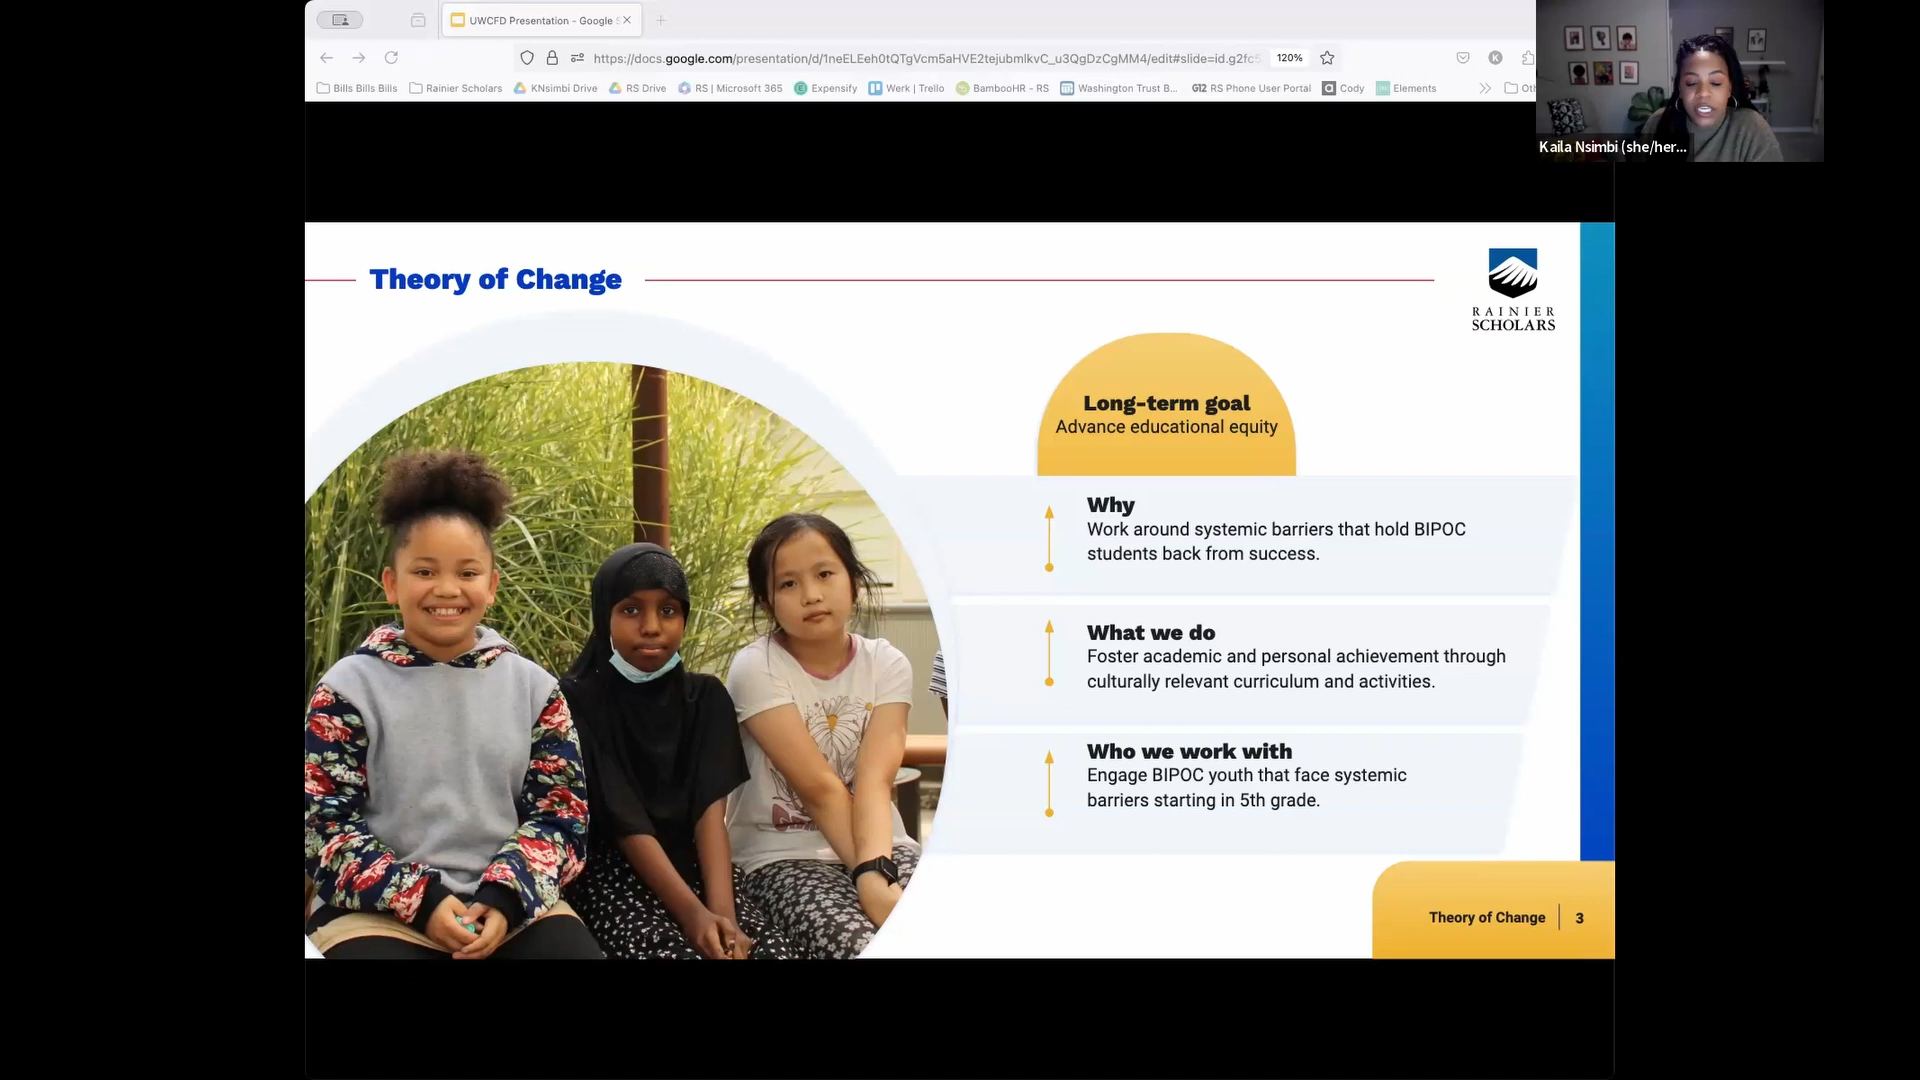 UWCFD Presentation - Google S
https://docs.google.com/presentation/d/1neELEeh0tQTgVcm5aHVE2tejubmlkvC_u3QgDzCgMM4/edit#slide=id.g2fc5
120%
K
Bills Bills Bills
Rainier Scholars
KNsimbi Drive
RS Drive
RS | Microsoft 365
Expensify
Werk | Trello
BambooHR - RS
Washington Trust B...
G12 RS Phone User Portal
Cody
Elements
Kaila Nsimbi (she/her...
Theory of Change
RAINIER
SCHOLARS
Long-term goal
Advance educational equity
Why
Work around systemic barriers that hold BIPOC
students back from success.
What we do
Foster academic and personal achievement through
culturally relevant curriculum and activities.
Who we work with
Engage BIPOC youth that face systemic
barriers starting in 5th grade.
Theory of Change | 3